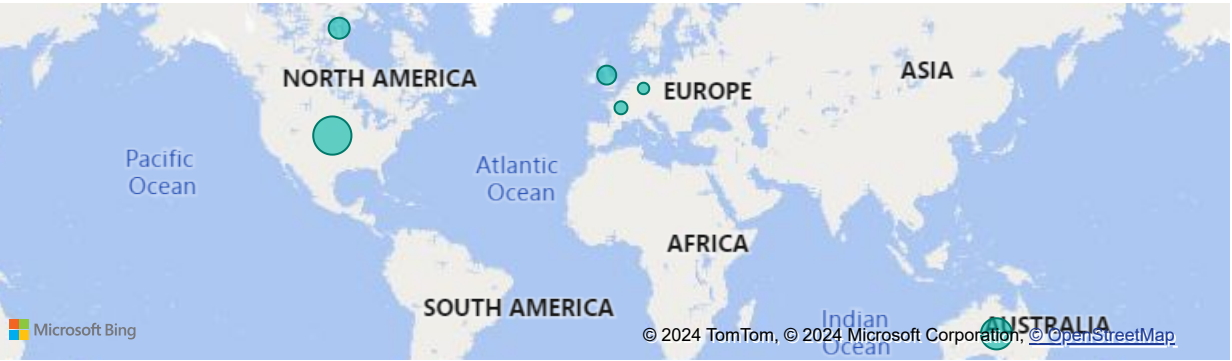 ASIA
NORTH AMERICA
EUROPE
Pacific
Ocean
Atlantic
Ocean
AFRICA
SOUTH AMERICA
Indian
Ocean
AUSTRALIA
Microsoft Bing
© 2024 TomTom, © 2024 Microsoft Corporation, © OpenStreetMap